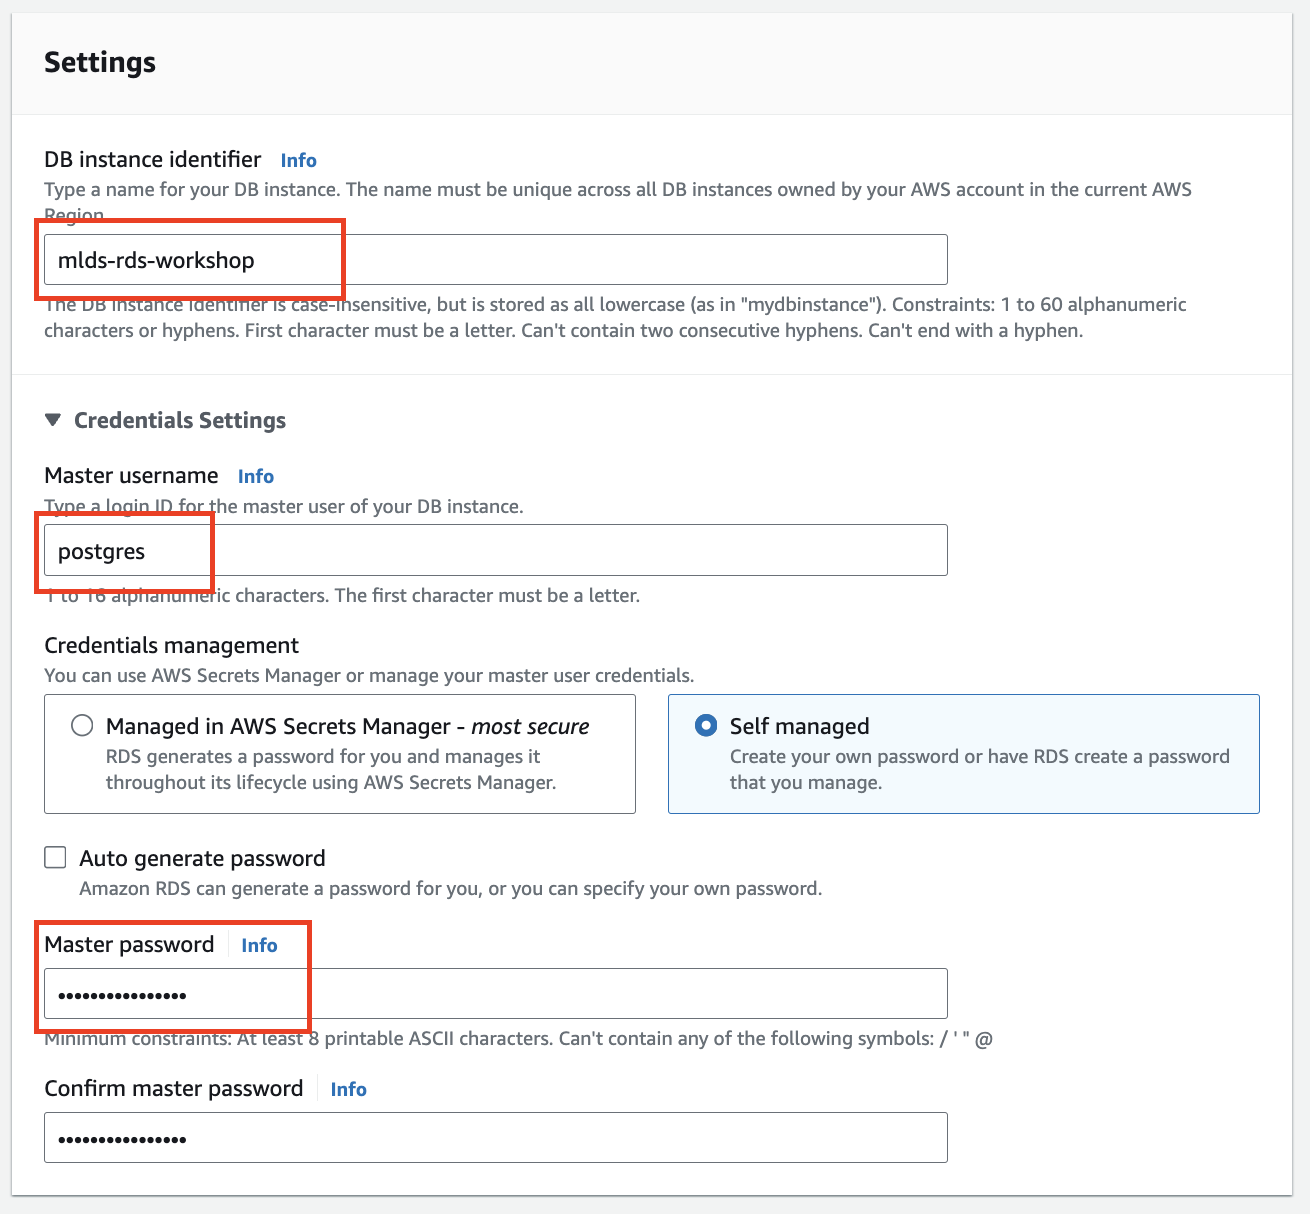 Settings
DB instance identifier Info
Type a name for your DB instance. The name must be unique across all DB instances owned by your AWS account in the current AWS
Region.
mlds-rds-workshop
The DB instance identifier is case-insensitive, but is stored as all lowercase (as in "mydbinstance"). Constraints: 1 to 60 alphanumeric
characters or hyphens. First character must be a letter. Can't contain two consecutive hyphens. Can't end with a hyphen.
Credentials Settings
Master username Info
Type a login ID for the master user of your DB instance.
postgres
1 to 16 alphanumeric characters. The first character must be a letter.
Credentials management
You can use AWS Secrets Manager or manage your master user credentials.
Managed in AWS Secrets Manager - most secure
RDS generates a password for you and manages it
throughout its lifecycle using AWS Secrets Manager.
Self managed
Create your own password or have RDS create a password
that you manage.
Auto generate password
Amazon RDS can generate a password for you, or you can specify your own password.
Master password Info
••••••••••••••••
Minimum constraints: At least 8 printable ASCII characters. Can't contain any of the following symbols: / ' " @
Confirm master password Info
••••••••••••••••